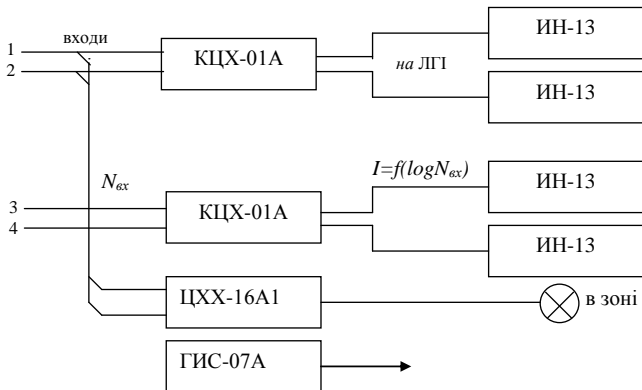 ИН-13
1
входи
КЦХ-01А
на ЛГІ
2
ИН-13
ИН-13
I=f(logNвх)
Nвх
3
КЦХ-01А
4
ИН-13
ЦХХ-16А1
в зоні
ГИС-07А